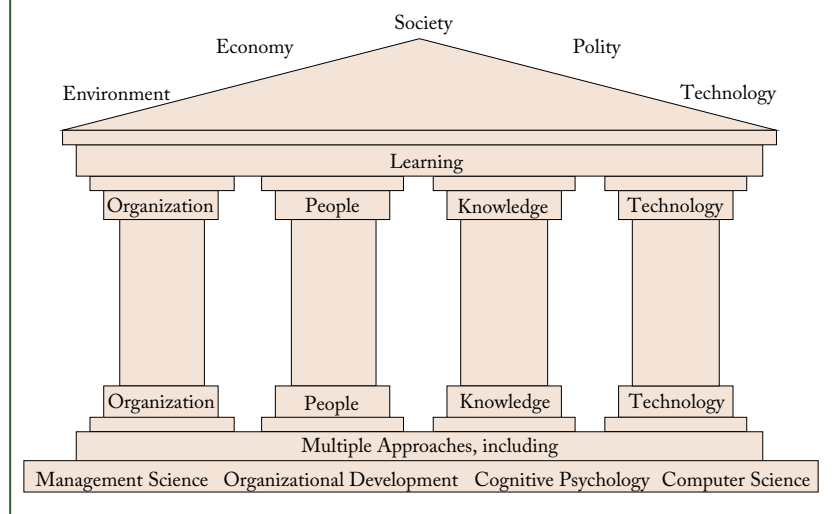 Society
Economy Polity
Environment Technology
Learning
Organization People Knowledge Technology
Organization People Knowledge Technology
Multiple Approaches, including
Management Science Organizational Development Cognitive Psychology Computer Science